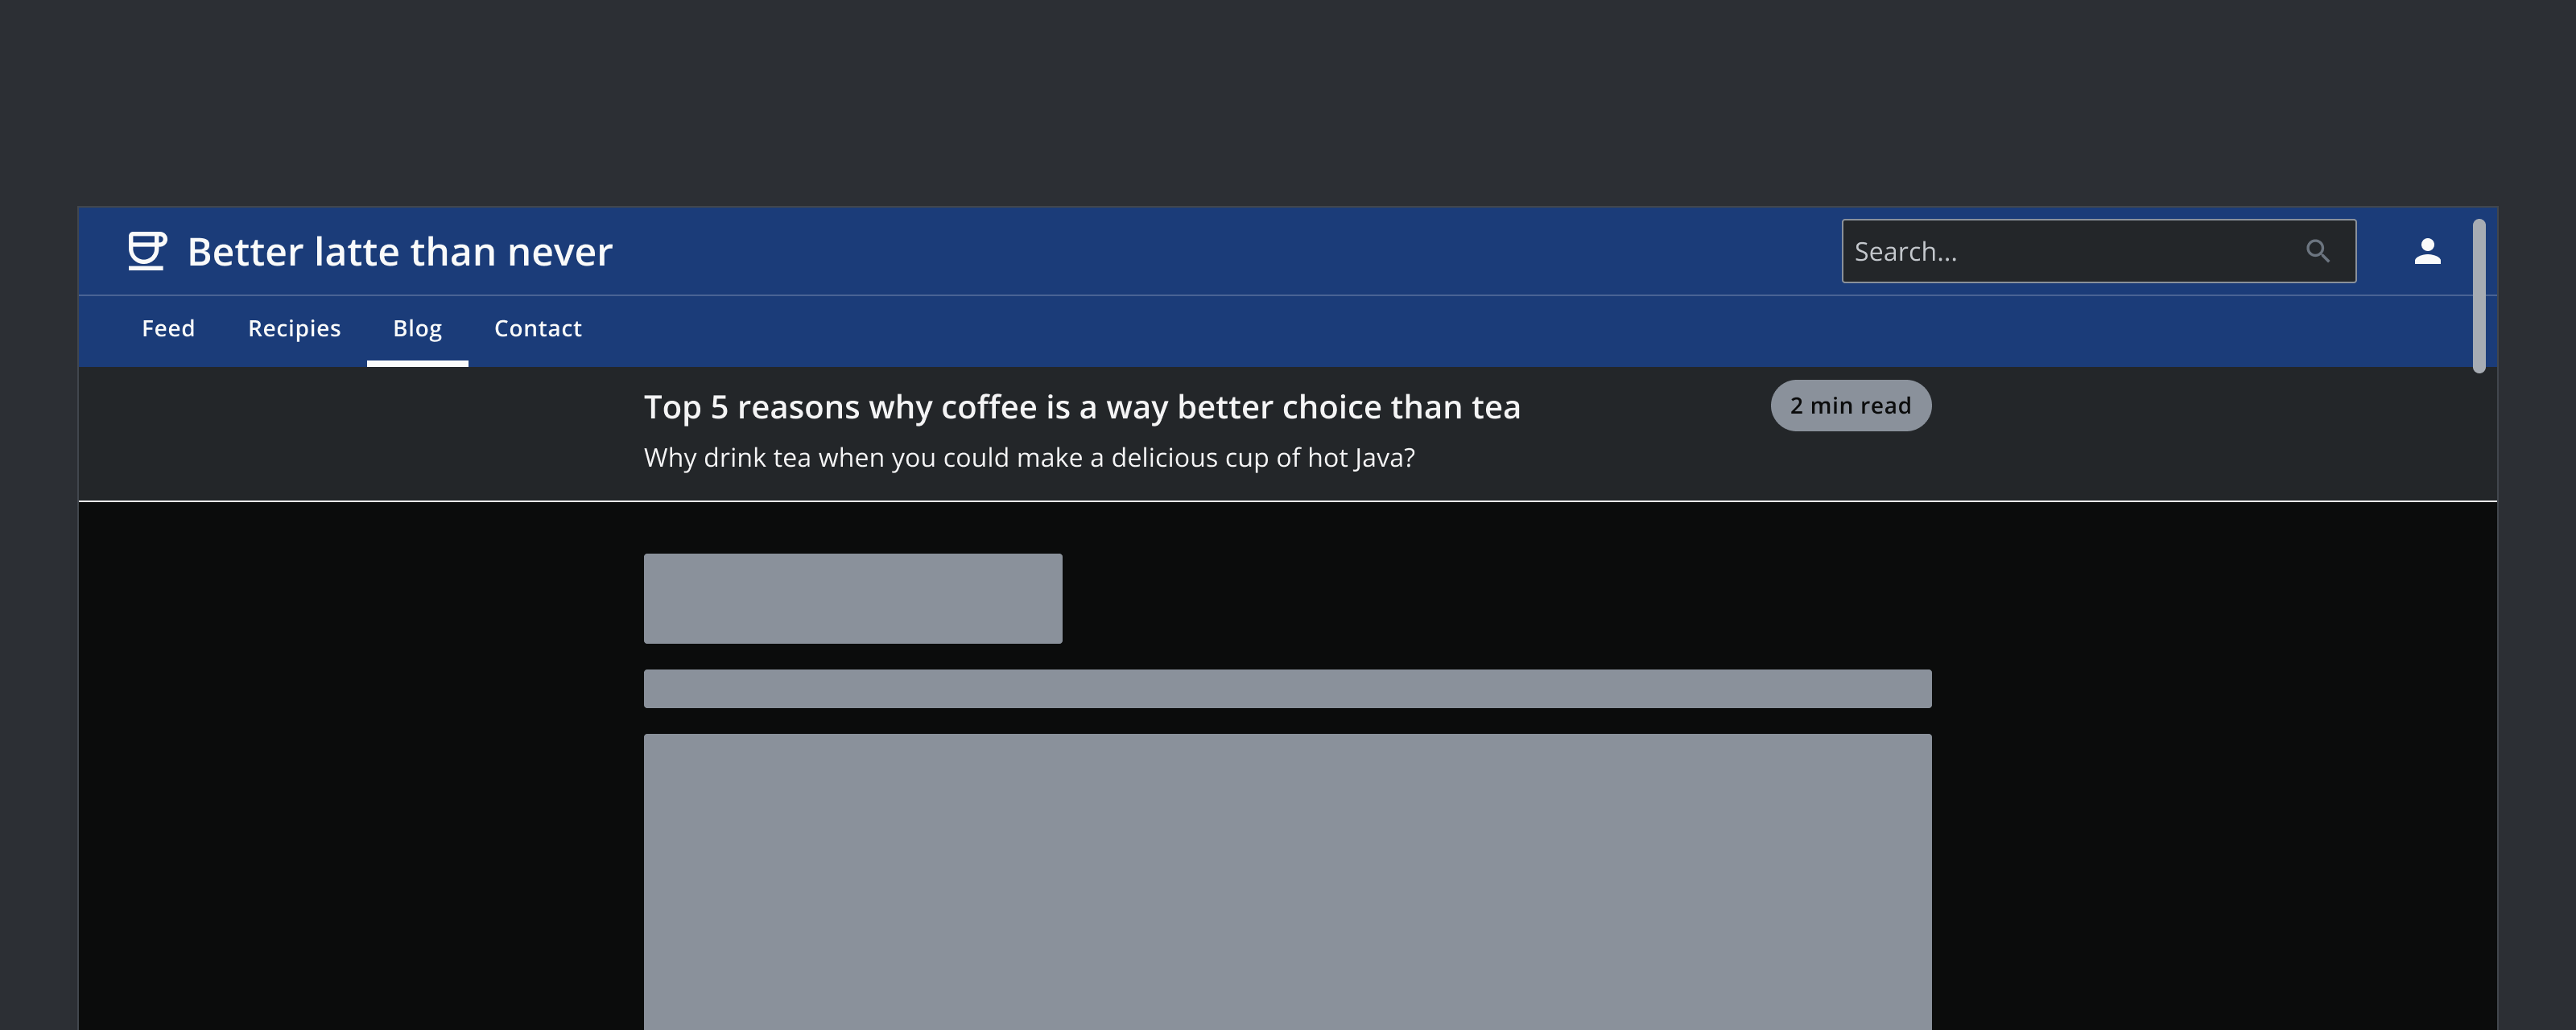 Better latte than never
Search...
Feed Recipies Blog Contact
Top 5 reasons why coffee is a way better choice than tea
2 min read
Why drink tea when you could make a delicious cup of hot Java?